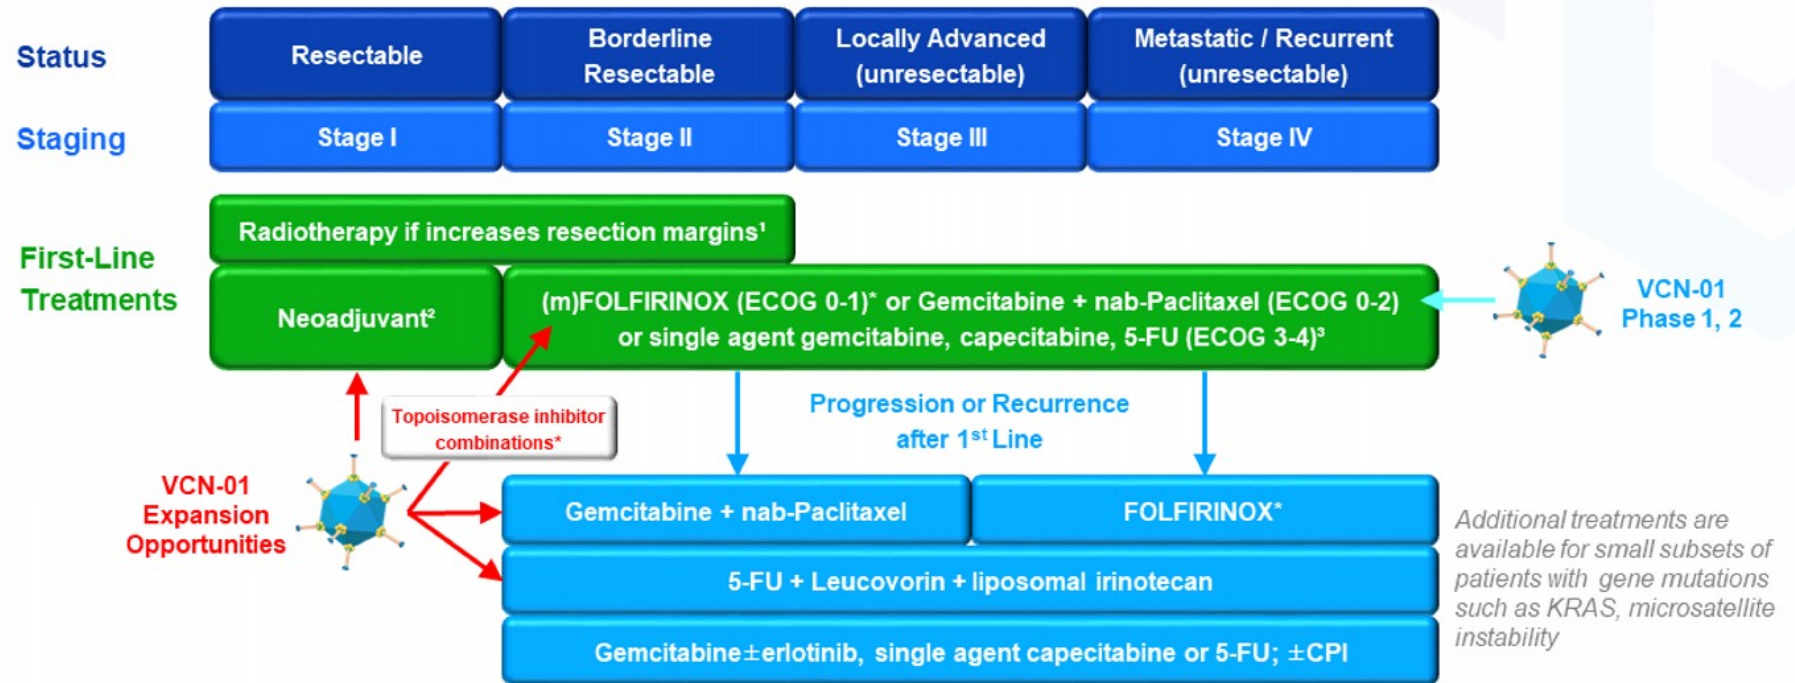 Status
Resectable
Borderline
Resectable
Locally Advanced
(unresectable)
Metastatic / Recurrent
(unresectable)
Staging
Stage I
Stage II
Stage III
Stage IV
First-Line
Treatments
Radiotherapy if increases resection margins¹
Neoadjuvant²
(m)FOLFIRINOX (ECOG 0-1)* or Gemcitabine + nab-Paclitaxel (ECOG 0-2)
or single agent gemcitabine, capecitabine, 5-FU (ECOG 3-4)³
VCN-01
Phase 1, 2
Topoisomerase inhibitor
combinations*
Progression or Recurrence
after 1st Line
VCN-01
Expansion
Opportunities
Gemcitabine + nab-Paclitaxel
FOLFIRINOX*
5-FU + Leucovorin + liposomal irinotecan
Gemcitabine±erlotinib, single agent capecitabine or 5-FU; ±CPI
Additional treatments are
available for small subsets of
patients with gene mutations
such as KRAS, microsatellite
instability